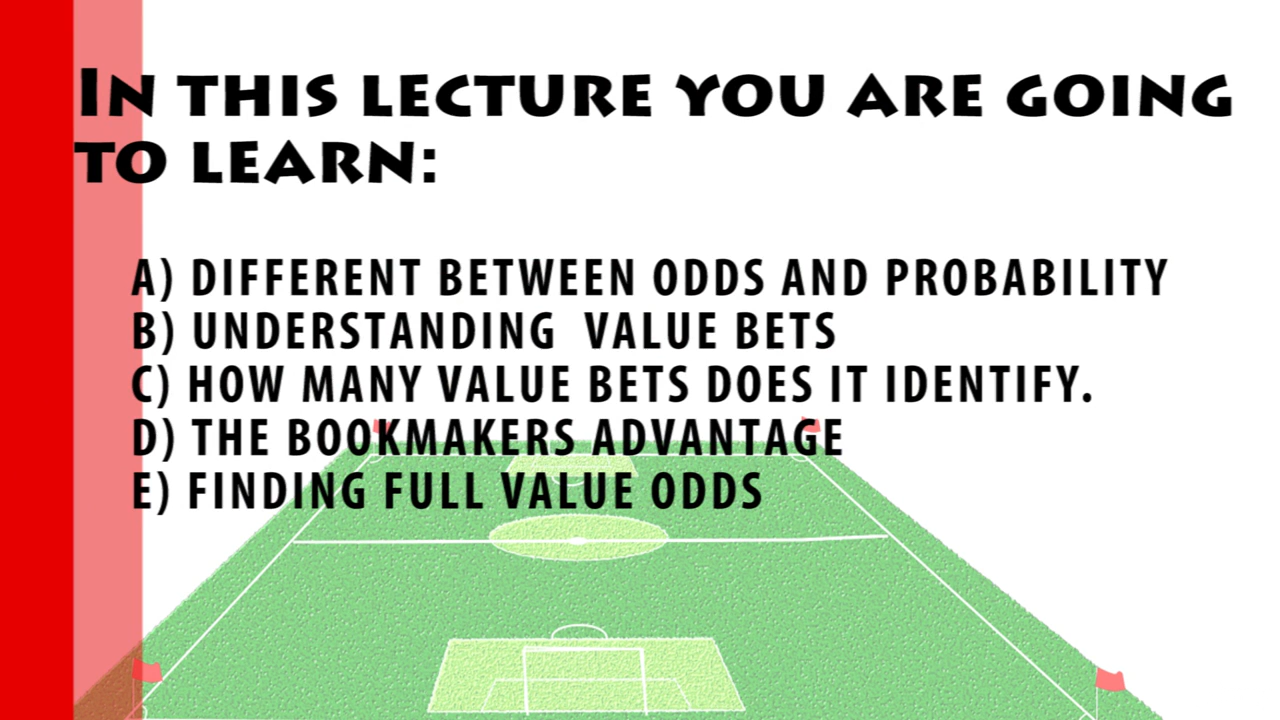 In this lecture you are going
to learn:
A) DIFFERENT BETWEEN ODDS AND PROBABILITY
B) UNDERSTANDING  VALUE BETS
C) HOW MANY VALUE BETS DOES IT IDENTIFY.
D) THE BOOKMAKERS ADVANTAGE
E) FINDING FULL VALUE ODDS